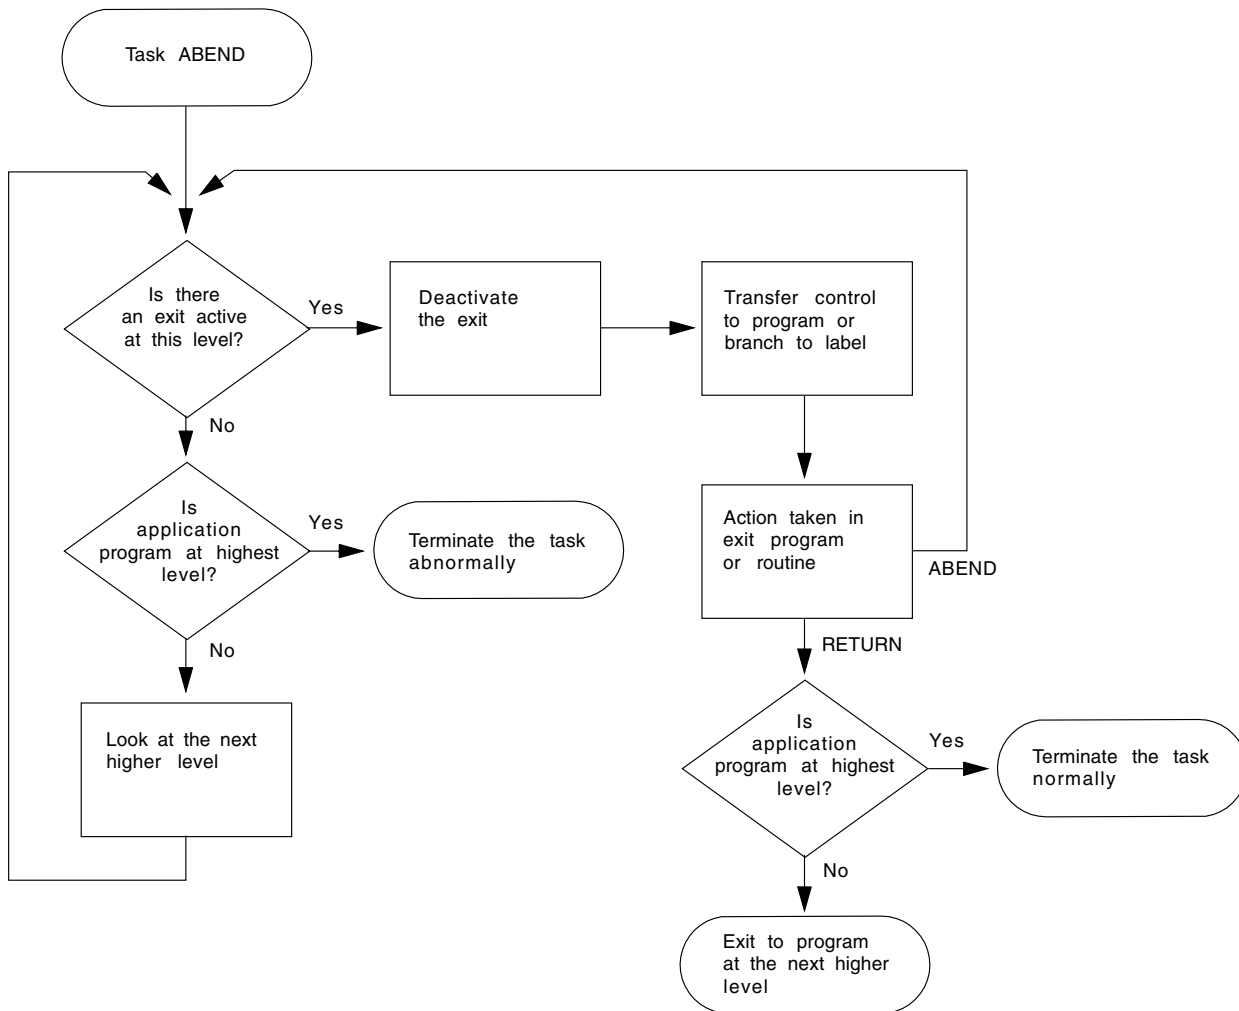 Task ABEND
Is there
an exit active
at this level?
Yes
Deactivate
the exit
Transfer control
to program or
branch to label
No
Is
application
program at highest
level?
Yes
Terminate the task
abnormally
Action taken in
exit program
or routine
ABEND
No
RETURN
Look at the next
higher level
Is
application
program at highest
level?
Yes
Terminate the task
normally
No
Exit to program
at the next higher
level